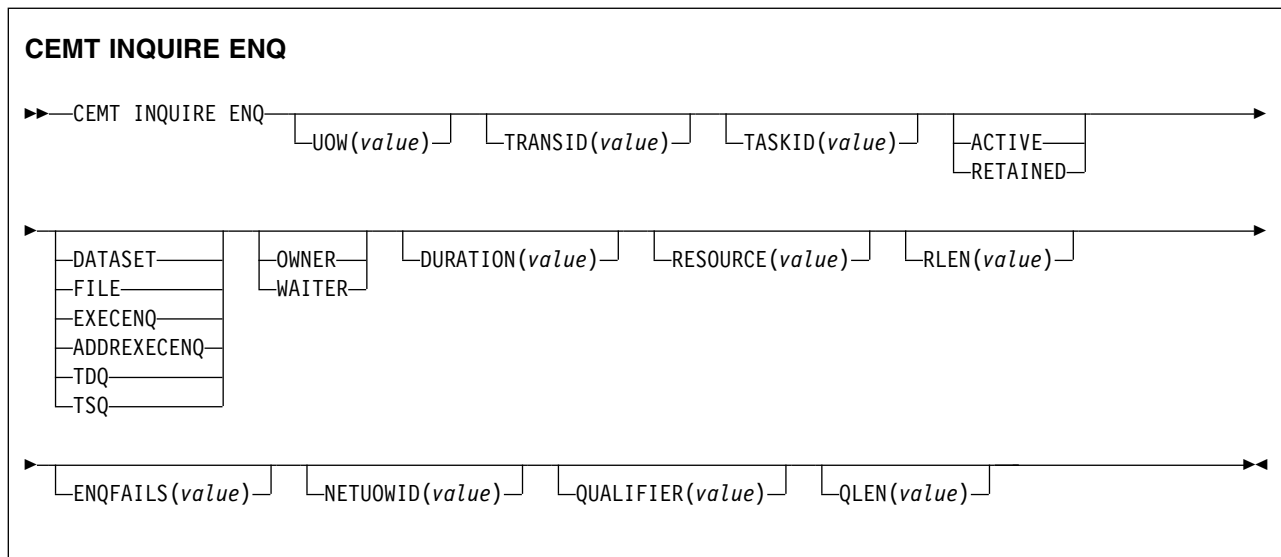 CEMT INQUIRE ENQ
CEMT INQUIRE ENQ
UOW(value) TRANSID(value) TASKID(value) ACTIVE
RETAINED
DATASET OWNER DURATION(value) RESOURCE(value) RLEN(value)
FILE WAITER
EXECENQ
ADDREXECENQ
TDQ
TSQ
ENQFAILS(value) NETUOWID(value) QUALIFIER(value) QLEN(value)